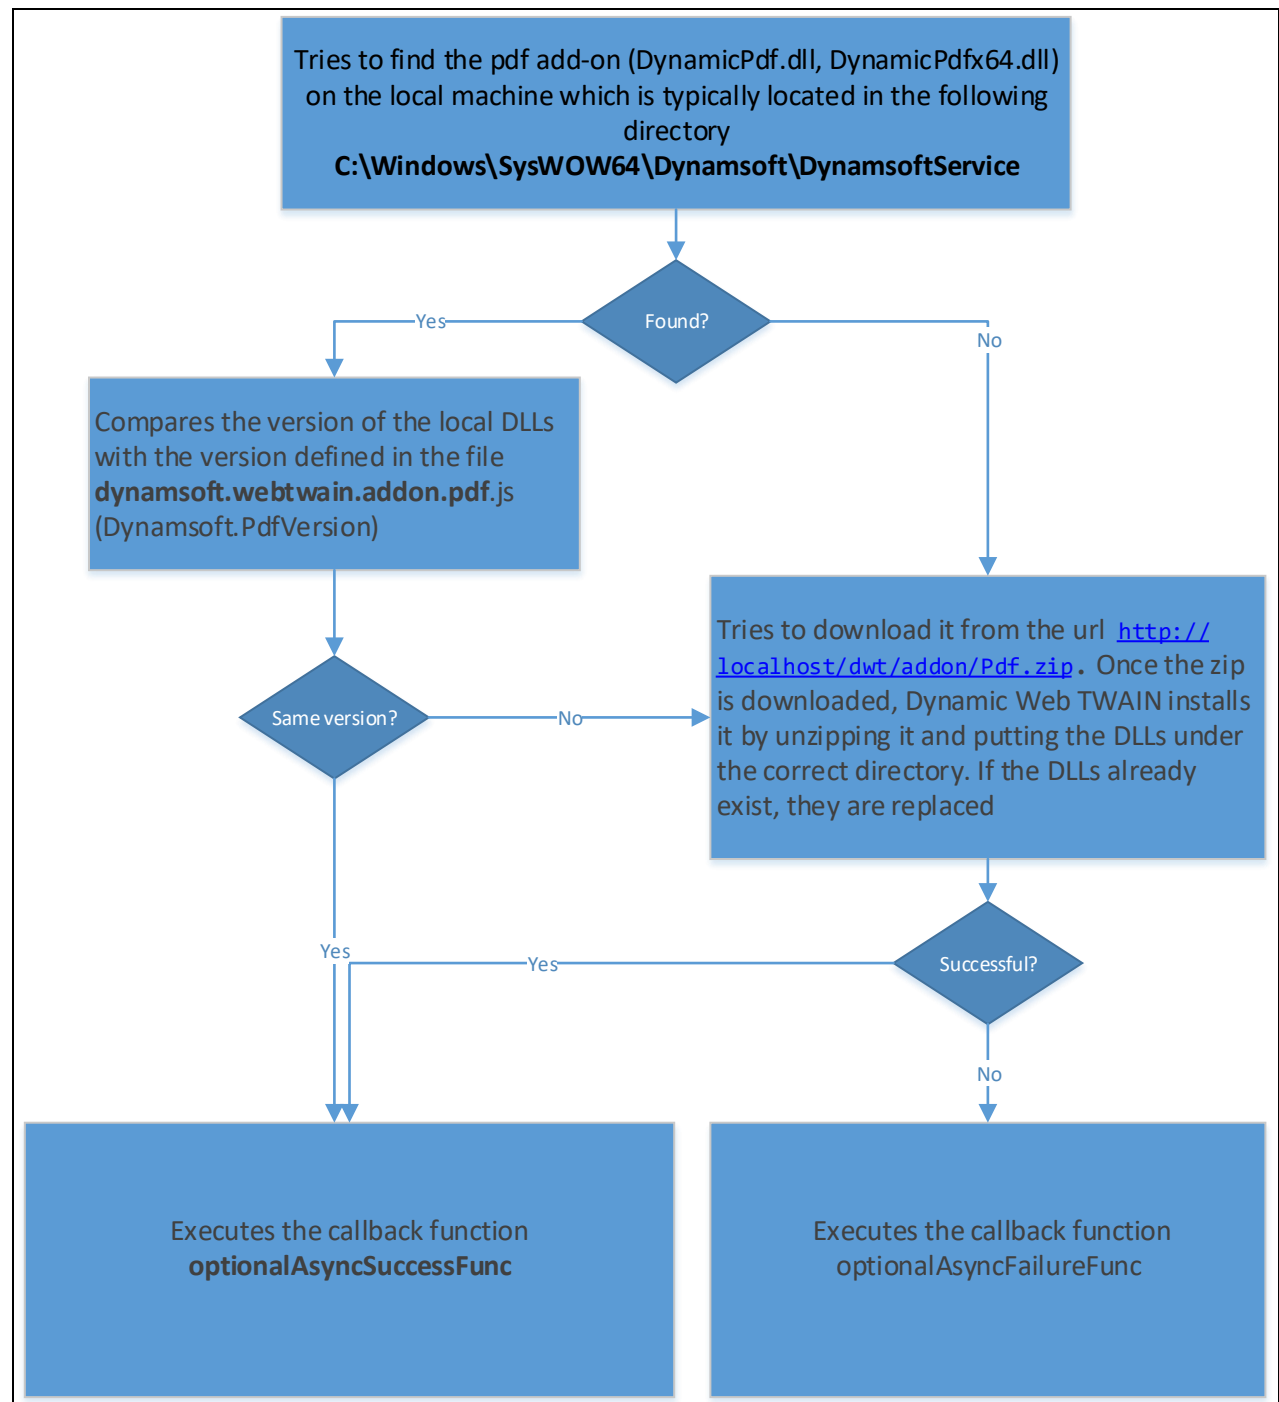 Tries to find the pdf add-on (DynamicPdf.dll, DynamicPdfx64.dll)
on the local machine which is typically located in the following
directory
C:\Windows\SysWOW64\Dynamsoft\DynamsoftService
Found?
Yes
No
Compares the version of the local DLLs
with the version defined in the file
dynamsoft.webtwain.addon.pdf.js
(Dynamsoft.PdfVersion)
Tries to download it from the url http://
localhost/dwt/addon/Pdf.zip. Once the zip
is downloaded, Dynamic Web TWAIN installs
it by unzipping it and putting the DLLs under
the correct directory. If the DLLs already
exist, they are replaced
Same version?
No
Yes
Yes
Successful?
No
Executes the callback function
optionalAsyncSuccessFunc
Executes the callback function
optionalAsyncFailureFunc